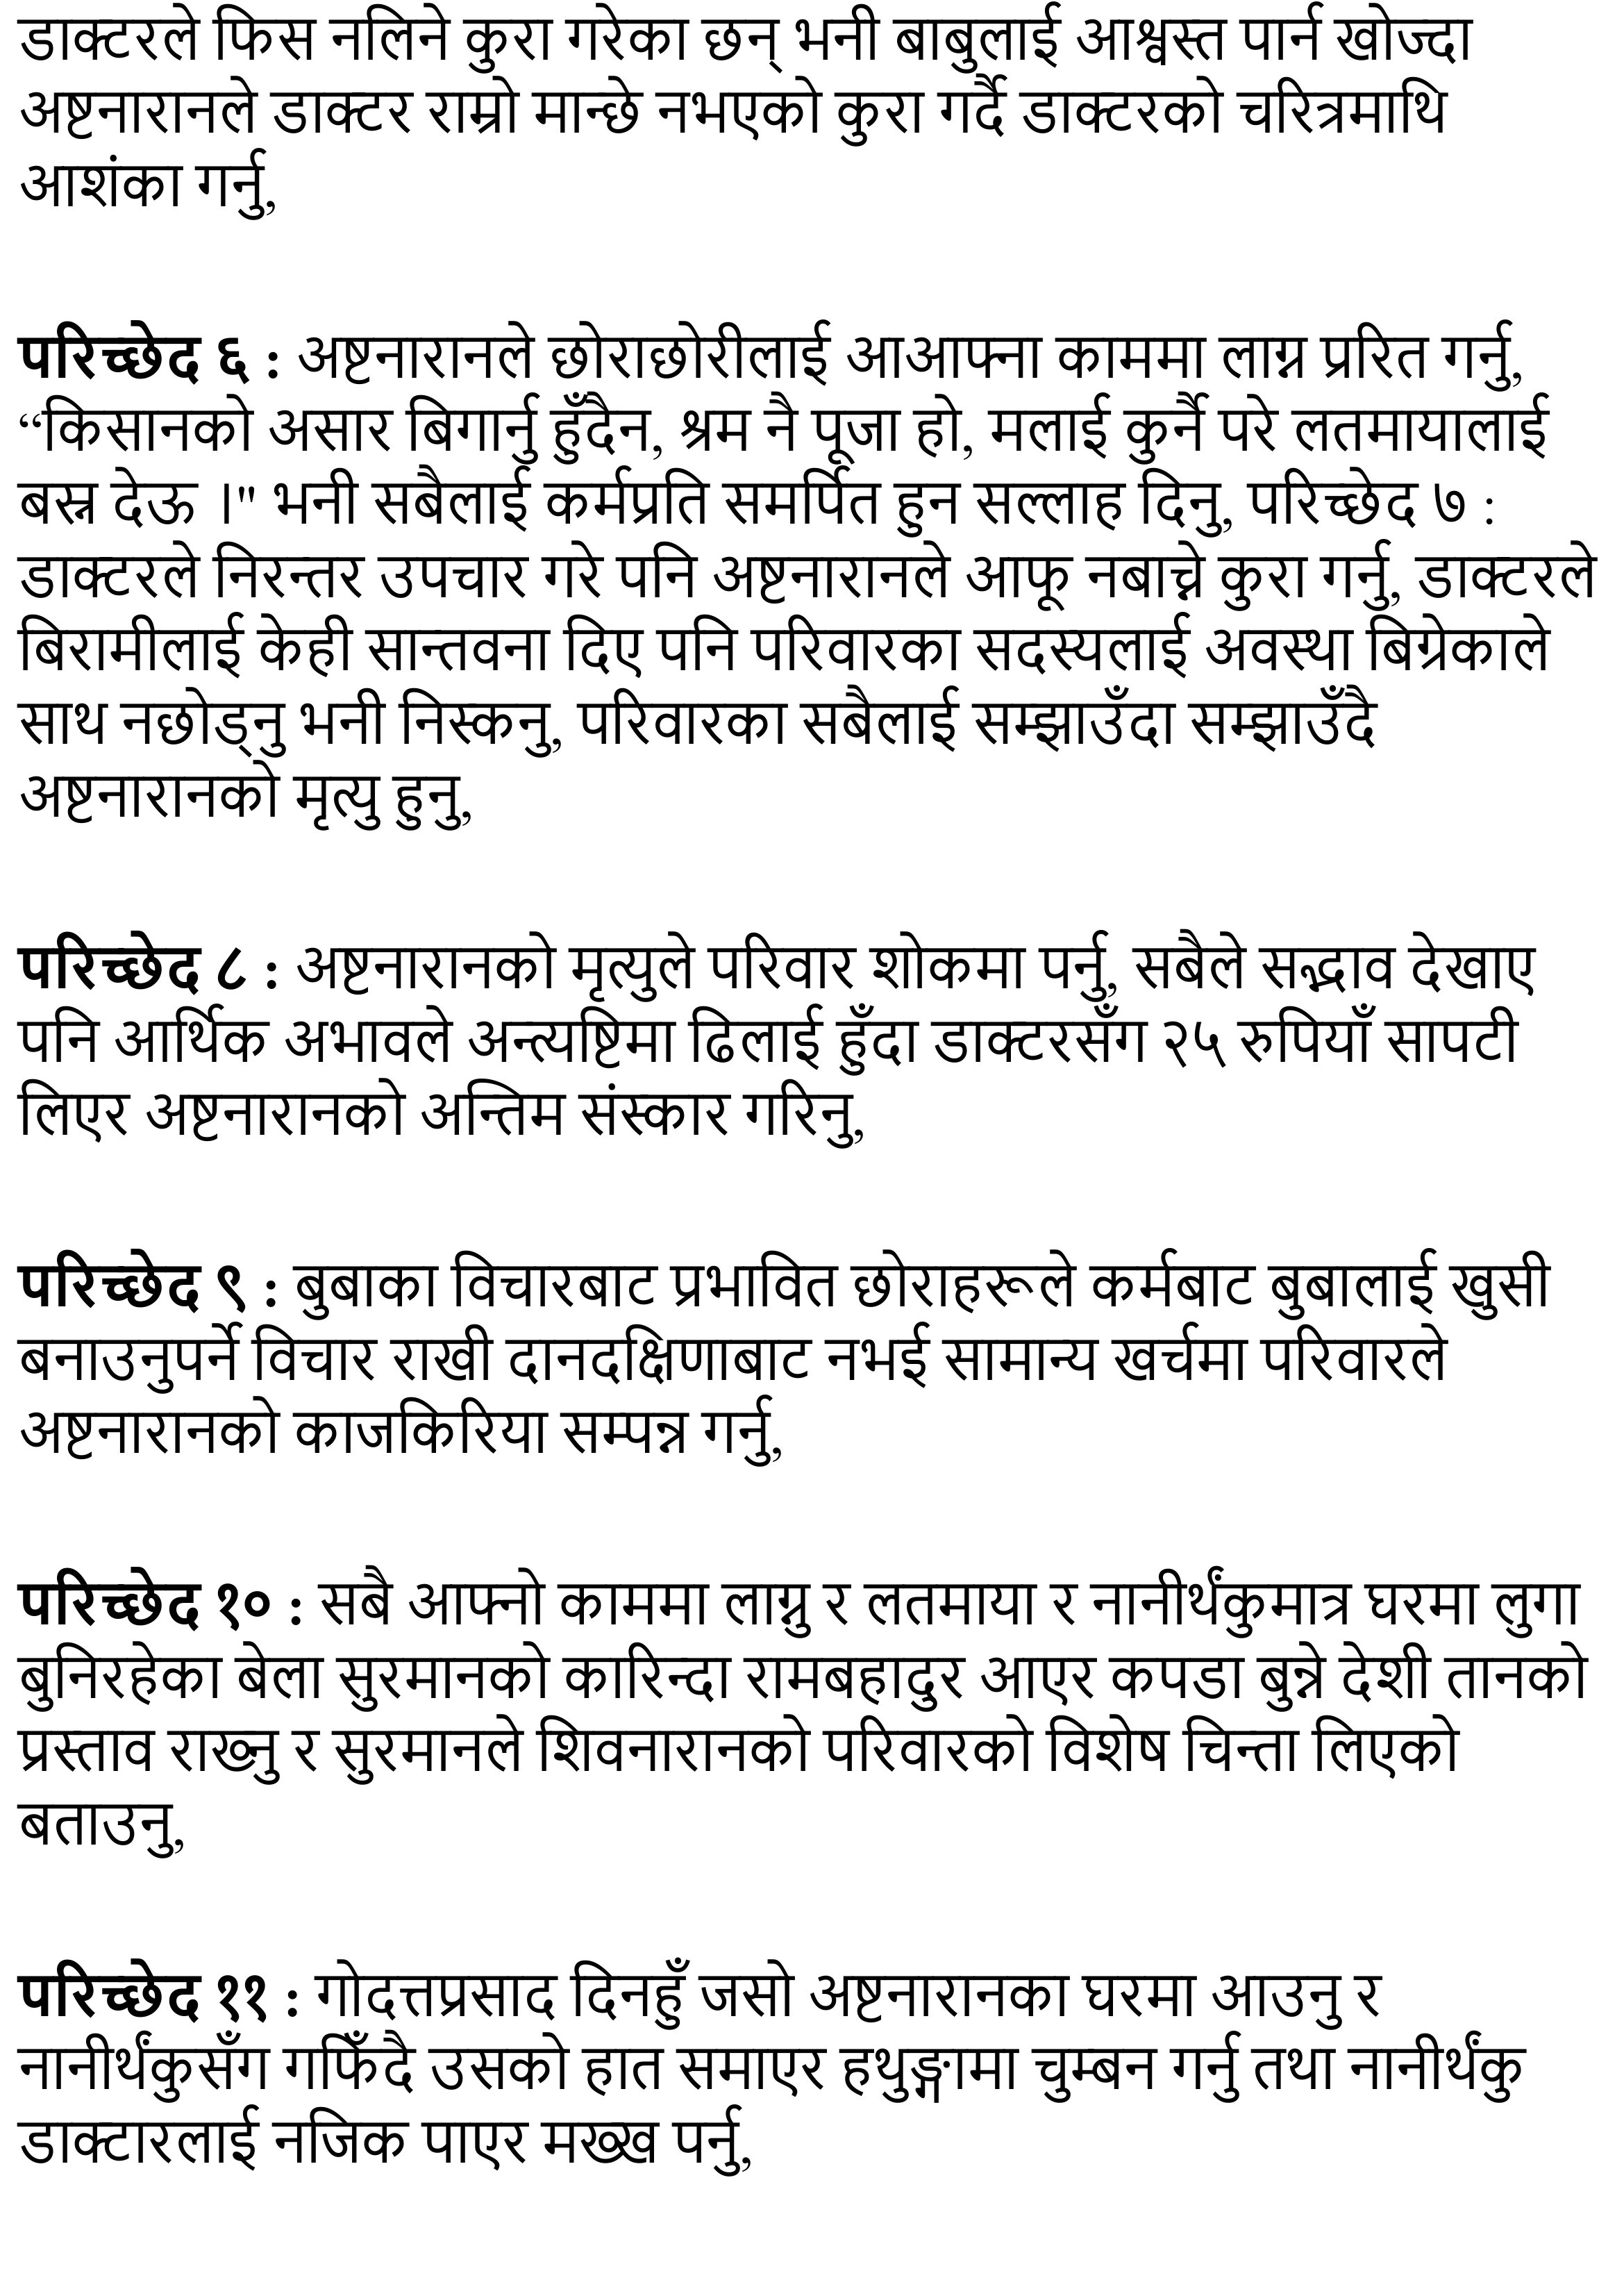 डाक्टरले फिस नलिने कुरा गरेका छन् भनी बाबुलाई आश्वस्त पार्न खोज्दा
अष्टनारानले डाक्टर राम्रो मान्छे नभएको कुरा गर्दै डाक्टरको चरित्रमाथि
आशंका गर्नु,
परिच्छेद ६ : अष्टनारानले छोराछोरीलाई आआफ्ना काममा लाग्न प्ररित गर्नु,
“किसानको असार बिगार्नु हुँदैन, श्रम नै पूजा हो, मलाई कुर्नै परे लतमायालाई
बस्न देऊ ।" भनी सबैलाई कर्मप्रति समर्पित हुन सल्लाह दिनु, परिच्छेद ७ :
डाक्टरले निरन्तर उपचार गरे पनि अष्टनारानले आफू नबाच्ने कुरा गर्नु, डाक्टरले
बिरामीलाई केही सान्तवना दिए पनि परिवारका सदस्यलाई अवस्था बिग्रेकाले
साथ नछोड्नु भनी निस्कनु, परिवारका सबैलाई सम्झाउँदा सम्झाउँदै
अष्टनारानको मृत्यु हुनु,
परिच्छेद ८ : अष्टनारानको मृत्युले परिवार शोकमा पर्नु, सबैले सद्भाव देखाए
पनि आर्थिक अभावले अन्त्यष्टिमा ढिलाई हुँदा डाक्टरसँग २५ रुपियाँ सापटी
लिएर अष्टनारानको अन्तिम संस्कार गरिनु,
परिच्छेद ९ : बुबाका विचारबाट प्रभावित छोराहरूले कर्मबाट बुबालाई खुसी
बनाउनुपर्ने विचार राखी दानदक्षिणाबाट नभई सामान्य खर्चमा परिवारले
अष्टनारानको काजकिरिया सम्पन्न गर्नु,
परिच्छेद १० : सबै आफ्नो काममा लाग्नु र लतमाया र नानीर्थंकुमात्र घरमा लुगा
बुनिरहेका बेला सुरमानको कारिन्दा रामबहादुर आएर कपडा बुन्ने देशी तानको
प्रस्ताव राख्नु र सुरमानले शिवनारानको परिवारको विशेष चिन्ता लिएको
बताउनु,
परिच्छेद ११ : गोदत्तप्रसाद दिनहुँ जसो अष्टनारानका घरमा आउनु र
नानीर्थंकुसँग गफिँदै उसको हात समाएर हथुङ्गामा चुम्बन गर्नु तथा नानीर्थंकु
डाक्टारलाई नजिक पाएर मख्ख पर्नु,